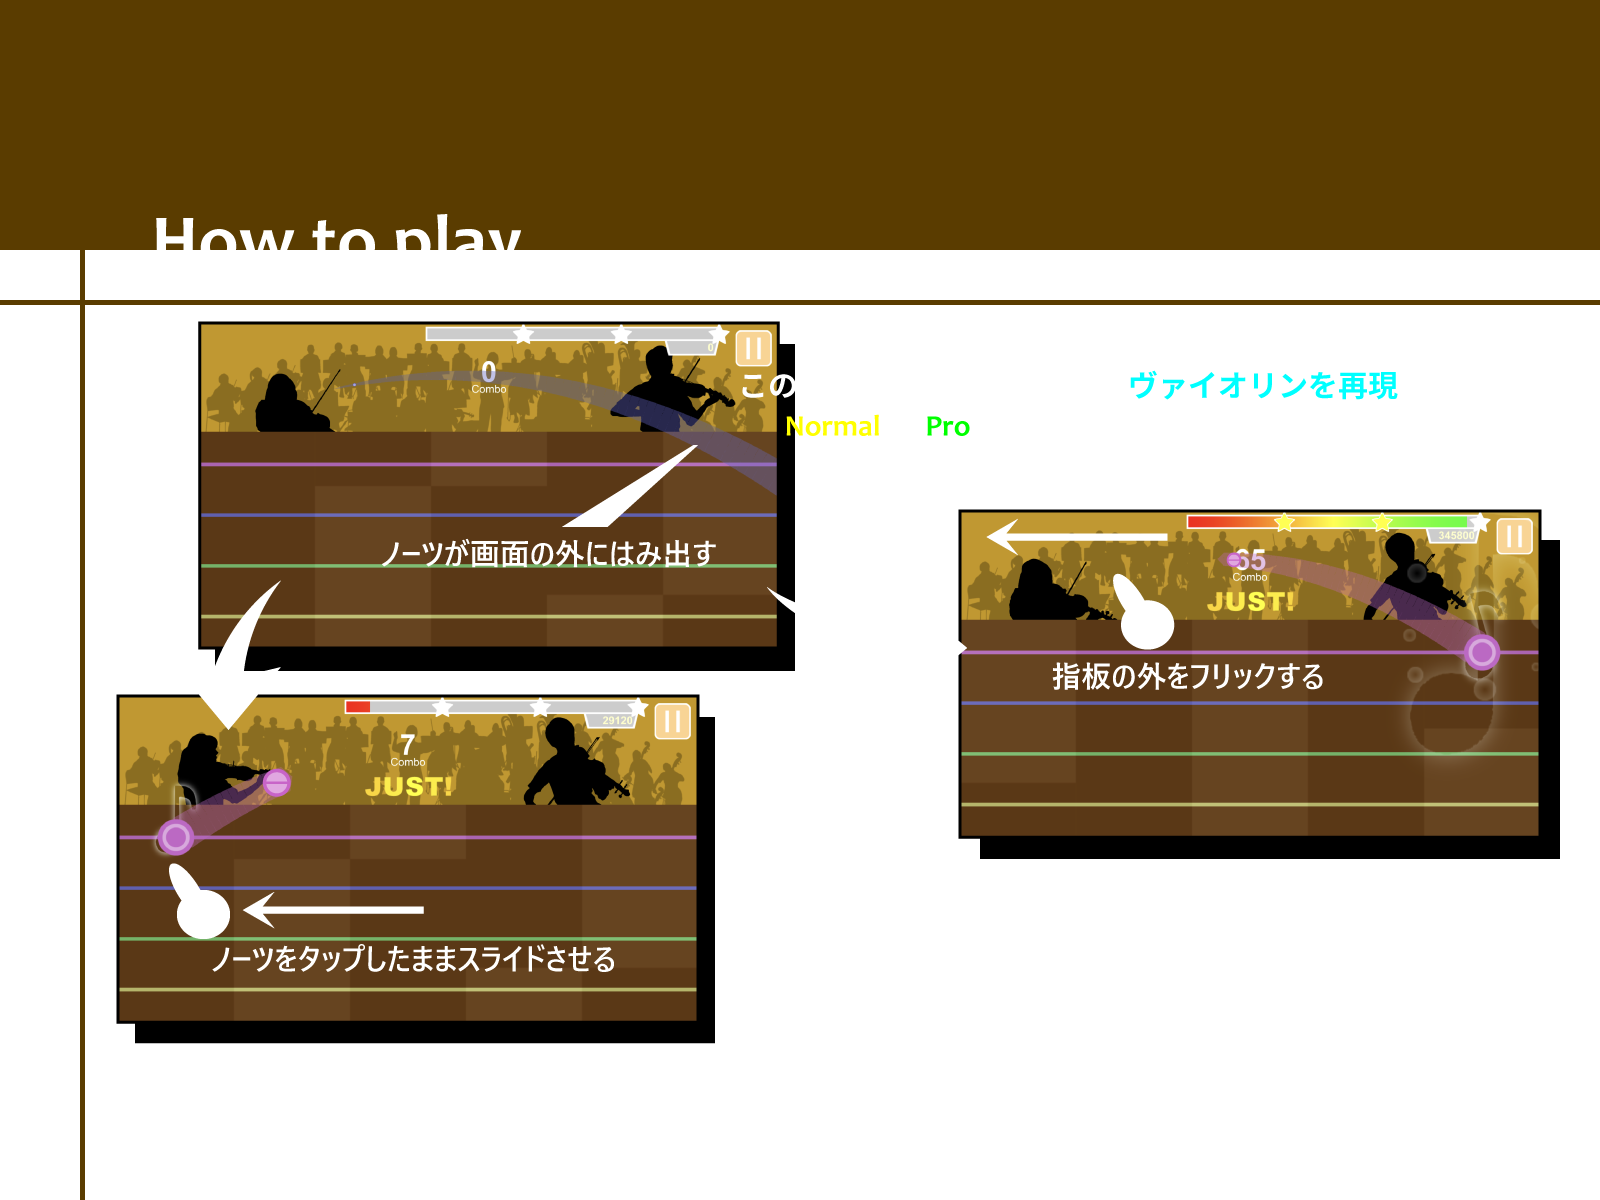 How to play
0
Combo
0
この
ヴァイオリンを再現
Normal
Pro
ノーツが画面の外にはみ出す
345800
65
Combo
JUST!
指板の外をフリックする
29120
7
Combo
JUST!
ノーツをタップしたままスライドさせる